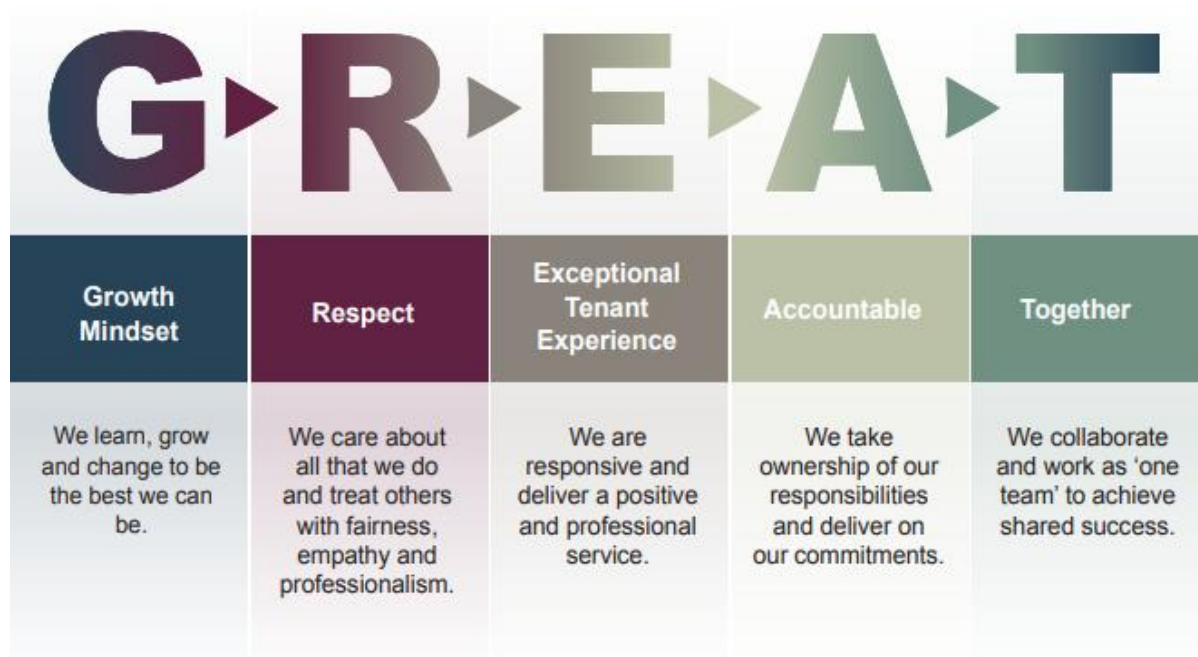 G R E A T
Growth
Mindset
Respect
Exceptional
Tenant
Experience
Accountable
Together
We learn, grow
and change to be
the best we can
be.
We care about
all that we do
and treat others
with fairness,
empathy and
professionalism.
We are
responsive and
deliver a positive
and professional
service.
We take
ownership of our
responsibilities
and deliver on
our commitments.
We collaborate
and work as ‘one
team’ to achieve
shared success.